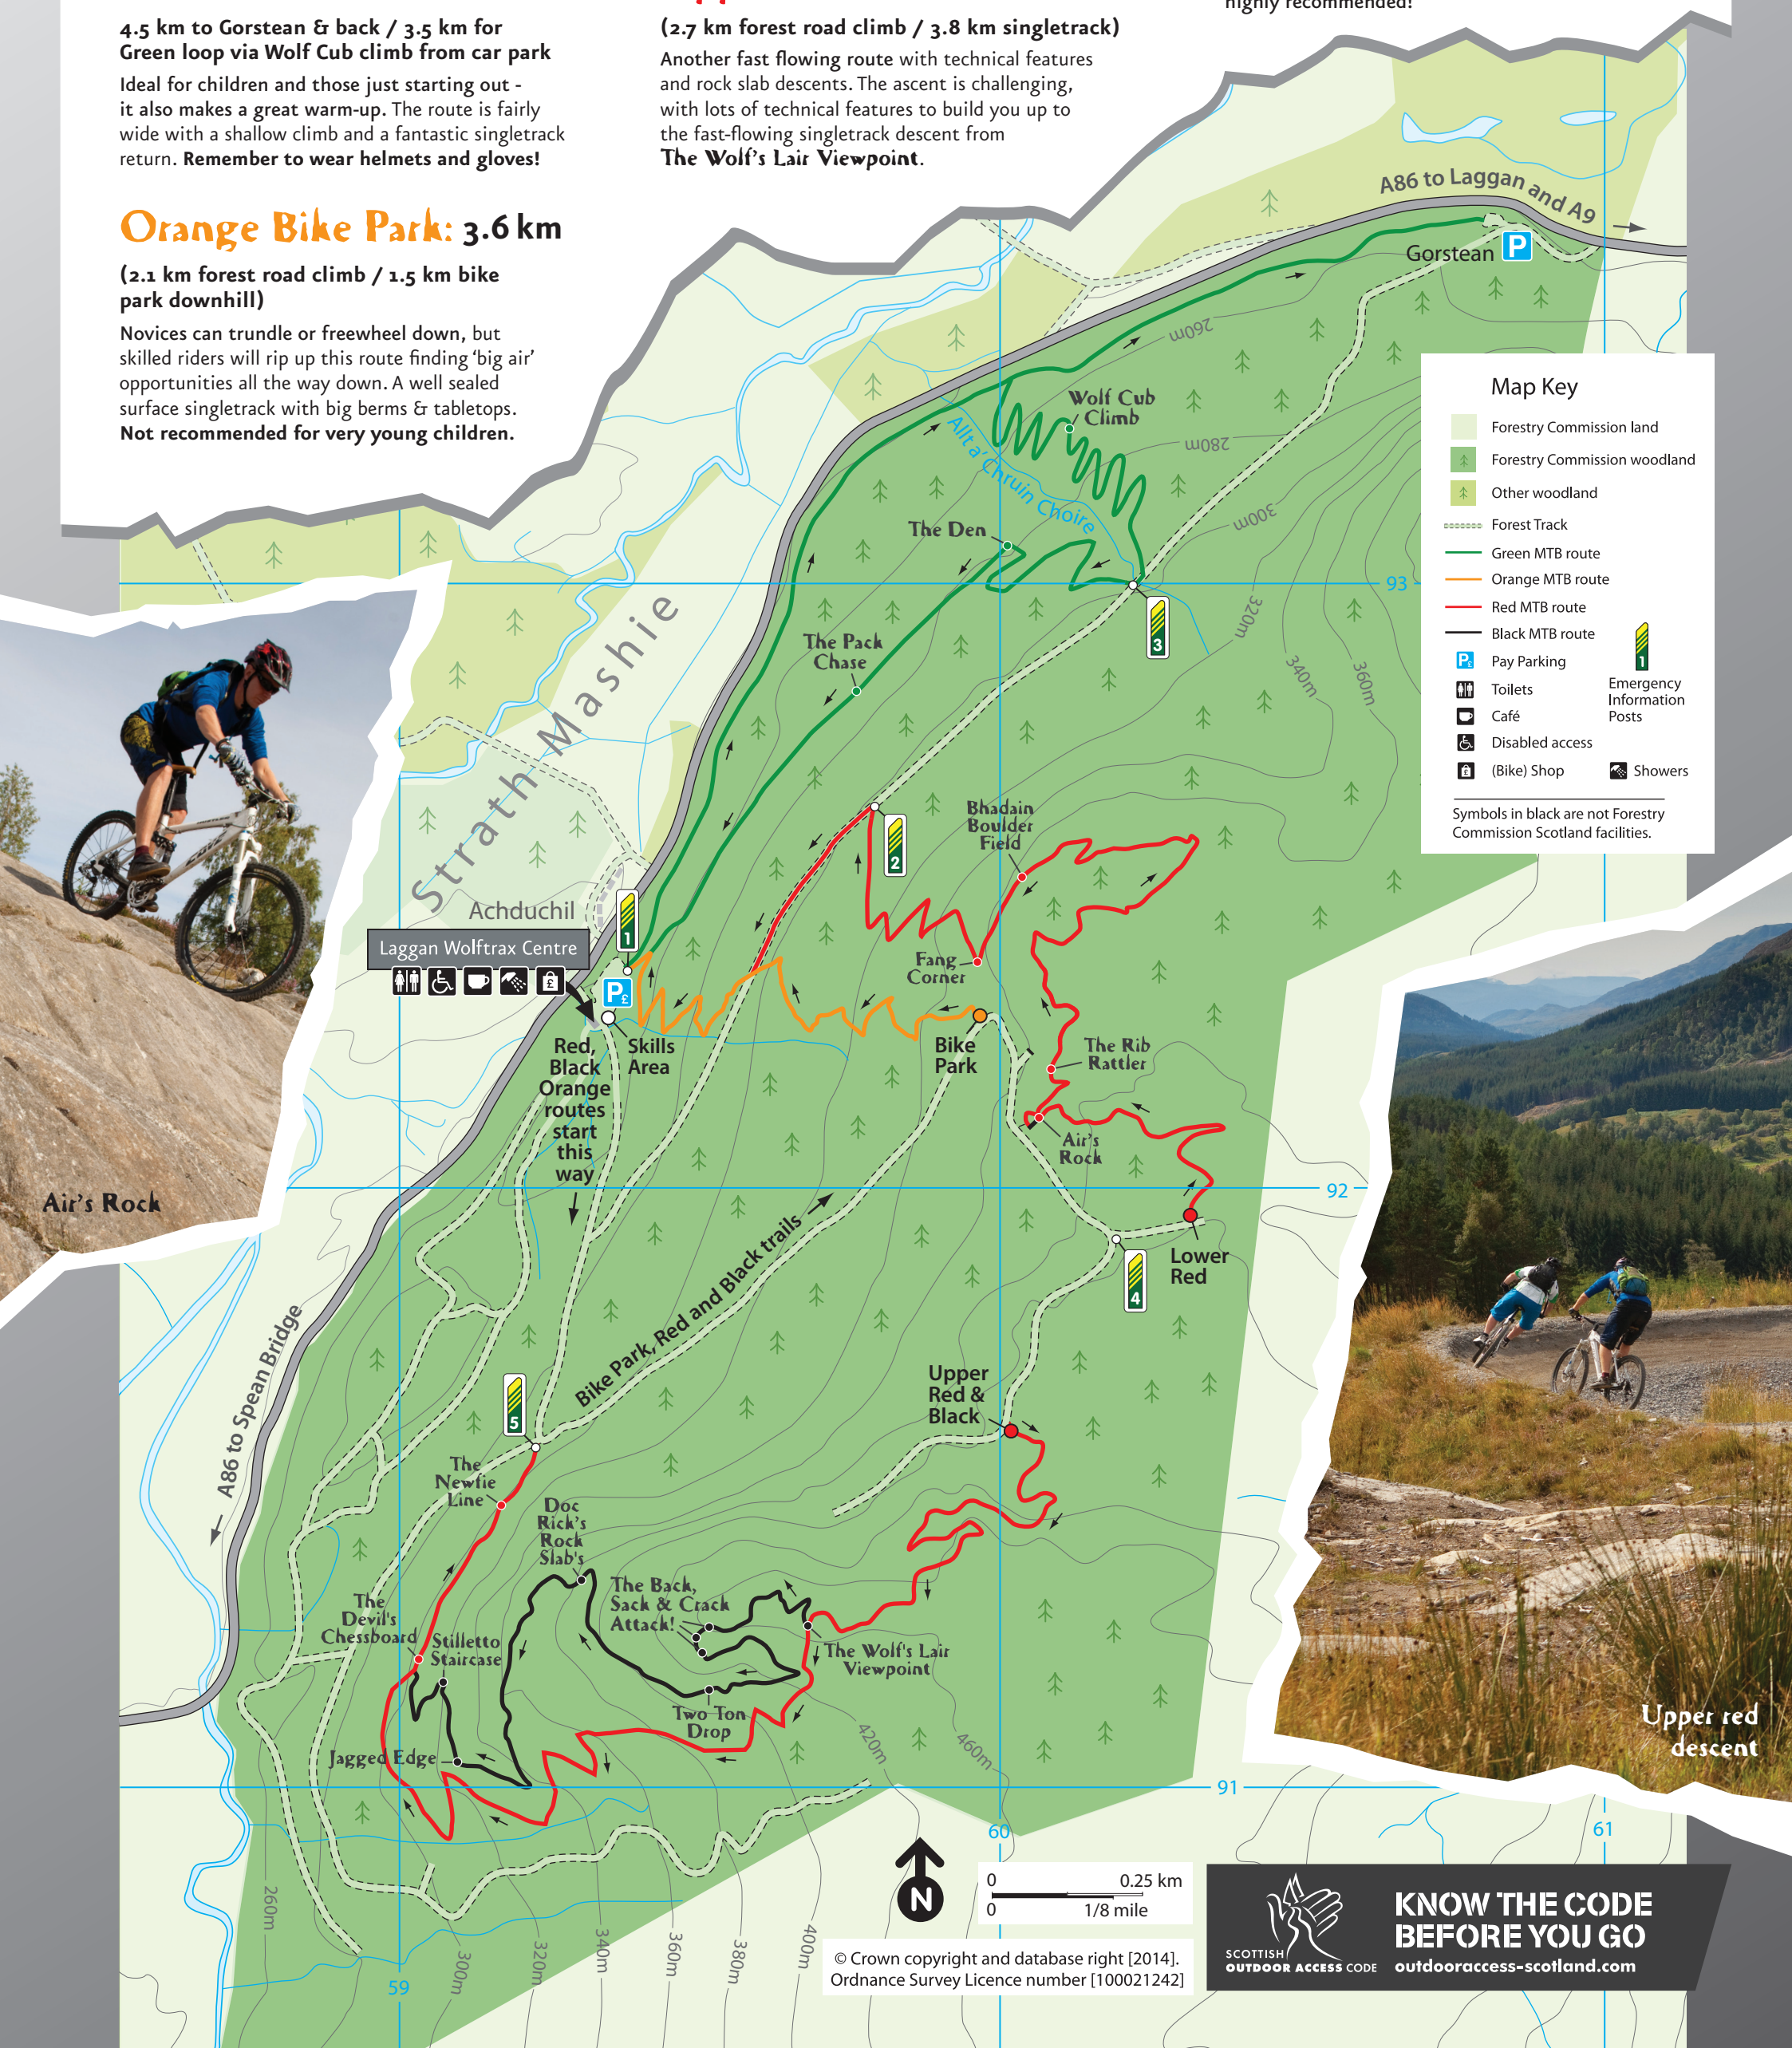 4.5 km to Gorstean & back / 3.5 km for
Green loop via Wolf Cub climb from car park
Ideal for children and those just starting out -
it also makes a great warm-up. The route is fairly
wide with a shallow climb and a fantastic singletrack
return. Remember to wear helmets and gloves!
Orange Bike Park: 3.6 km
(2.1 km forest road climb / 1.5 km bike
park downhill)
Novices can trundle or freewheel down, but
skilled riders will rip up this route finding ‘big air’
opportunities all the way down. A well sealed
surface singletrack with big berms & tabletops.
Not recommended for very young children.
(2.7 km forest road climb / 3.8 km singletrack)
Another fast flowing route with technical features
and rock slab descents. The ascent is challenging,
with lots of technical features to build you up to
the fast-flowing singletrack descent from
The Wolf’s Lair Viewpoint.
highly recommended!
A86 to Laggan and A9
Gorstean
P
260m
Wolf Cub
Climb
280m
Allt a’Chruin Choire
300m
The Den
93
320m
340m
360m
3
The Pack
Chase
Strath Mashie
2
Bhadain
Boulder
Field
Achduchil
1
Laggan Wolftrax Centre
£
P£
Fang
Corner
Skills
Area
Red,
Black
Orange
routes
start
this
way
Bike
Park
The Rib
Rattler
Air’s
Rock
92
Lower
Red
4
Bike Park, Red and Black trails
A86 to Spean Bridge
Upper
Red &
Black
5
The
Newfie
Line
Doc
Rick’s
Rock
Slab's
The Back,
Sack & Crack
Attack!
The
Devil's
Chessboard
Stilletto
Staircase
The Wolf's Lair
Viewpoint
Two Ton
Drop
Jagged Edge
420m
460m
91
60
61
59
260m
300m
320m
340m
360m
380m
400m
N
0
0.25 km
0
1/8 mile
© Crown copyright and database right [2014].
Ordnance Survey Licence number [100021242]
Map Key
Forestry Commission land
Forestry Commission woodland
Other woodland
Forest Track
Green MTB route
Orange MTB route
Red MTB route
Black MTB route
P£
Pay Parking
1
Emergency
Information
Posts
Toilets
Café
Disabled access
£
(Bike) Shop
Showers
Symbols in black are not Forestry
Commission Scotland facilities.
Air’s Rock
Upper red
descent
SCOTTISH
OUTDOOR ACCESS CODE
KNOW THE CODE
BEFORE YOU GO
outdooraccess-scotland.com